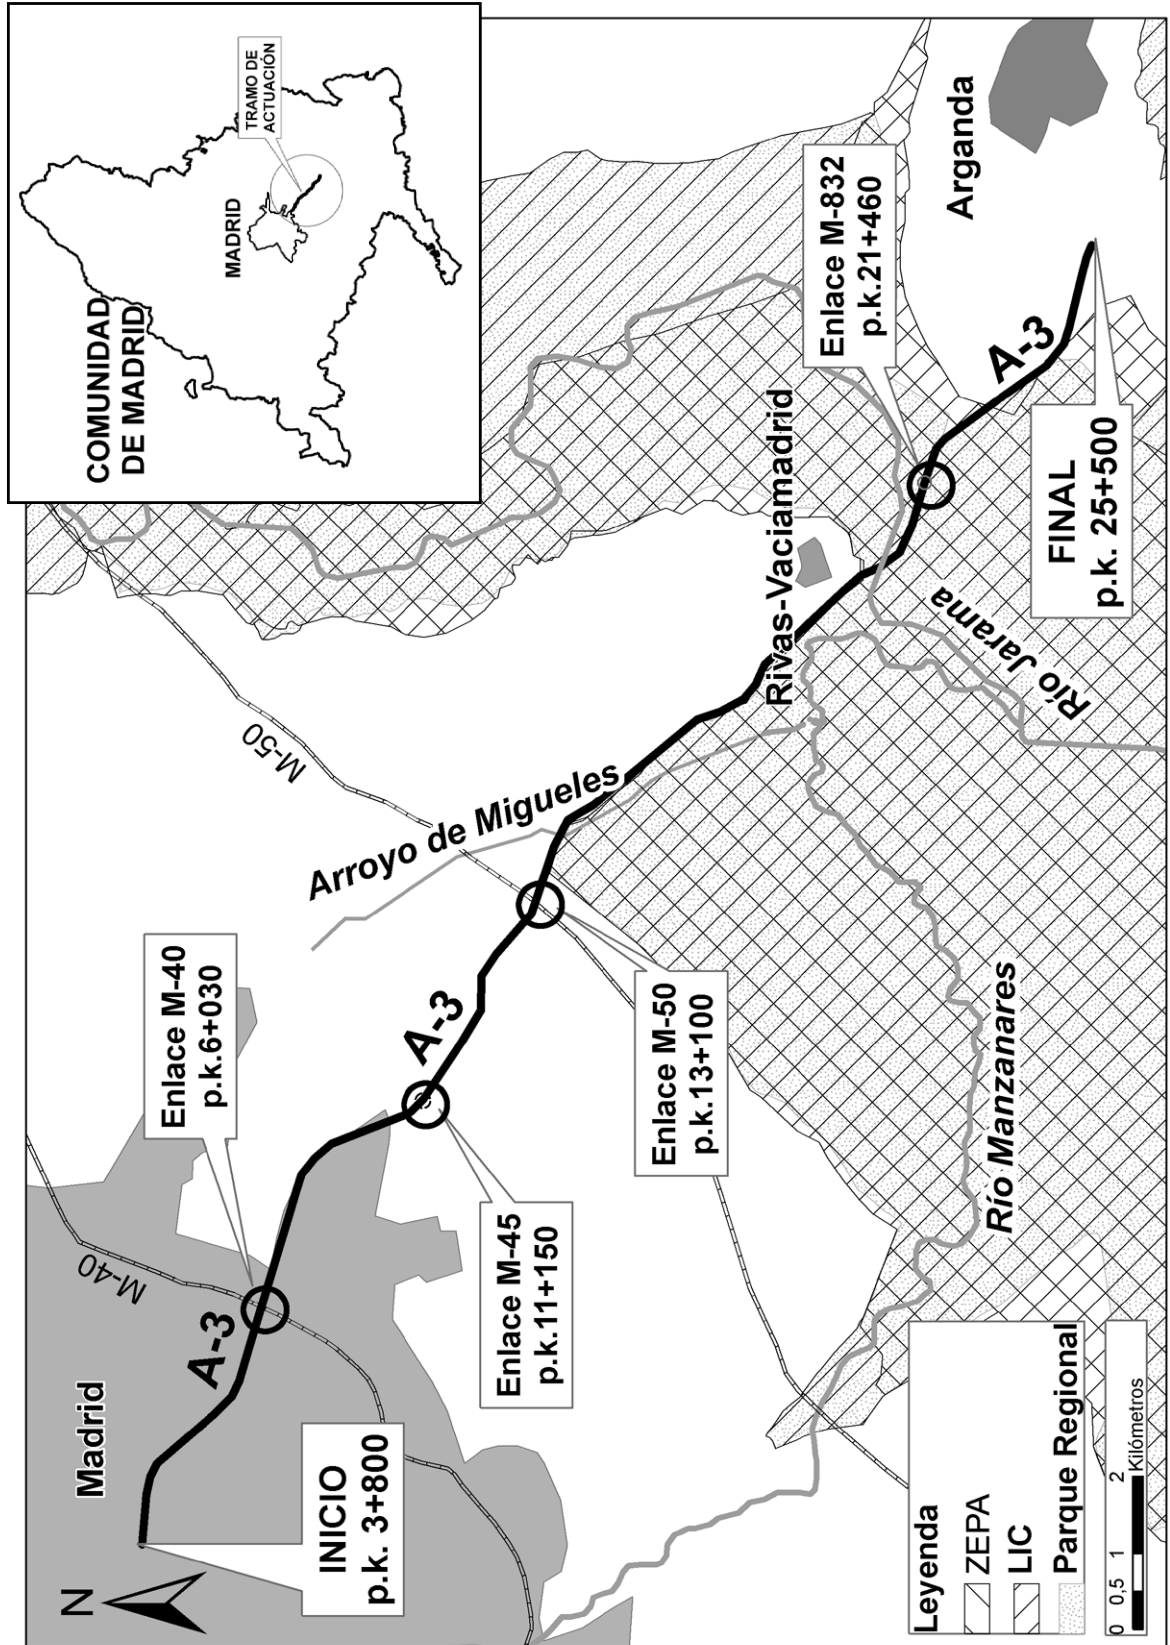 COMUNIDAD
DE MADRID
MADRID
TRAMO DE
ACTUACIÓN
N
Madrid
INICIO
p.k. 3+800
A-3
M-40
Enlace M-40
p.k.6+030
Enlace M-45
p.k.11+150
A-3
Arroyo de Migueles
M-50
Enlace M-50
p.k.13+100
Rivas-Vaciamadrid
Enlace M-832
p.k.21+460
Arganda
A-3
FINAL
p.k. 25+500
Río Jarama
Río Manzanares
Leyenda
ZEPA
LIC
Parque Regional
0 0,5 1 2
Kilómetros